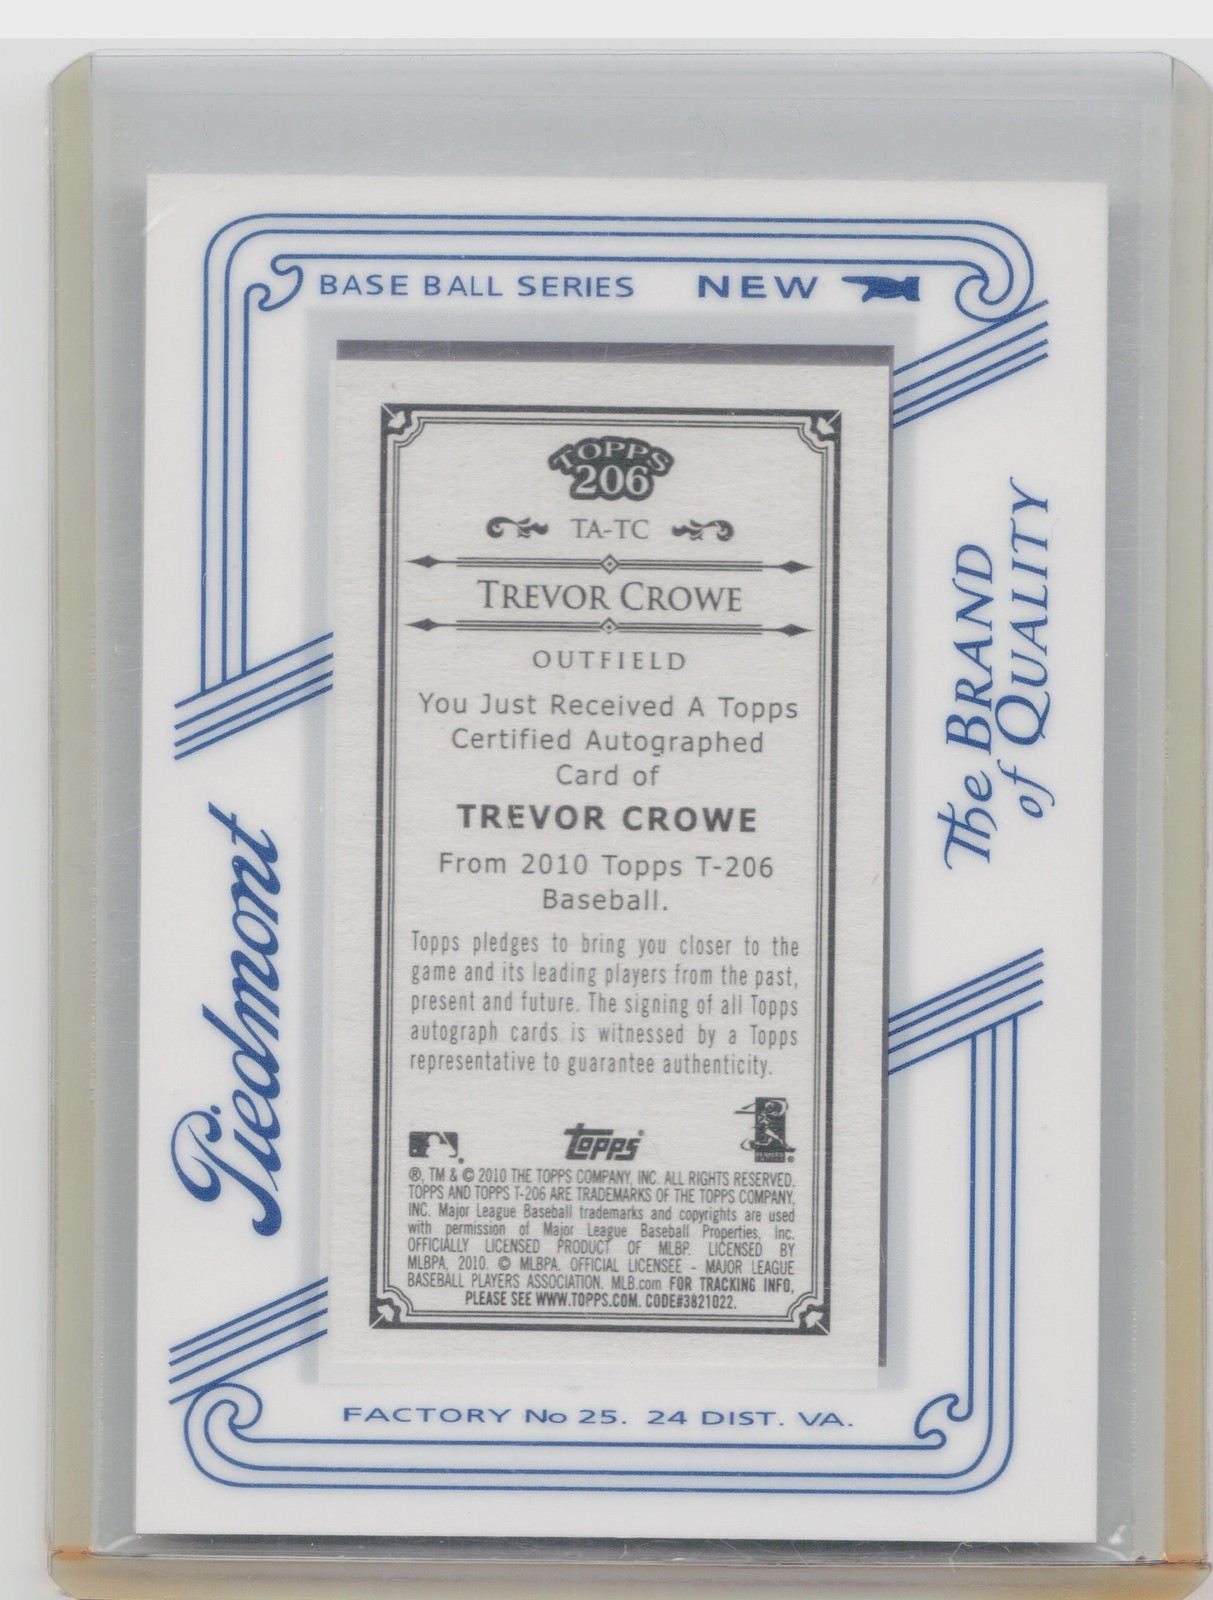 BASE BALL SERIES NEW
TOPPS
206
TA-TC
TREVOR CROWE
OUTFIELD
You Just Received A Topps
Certified Autographed
Card of
TREVOR CROWE
From 2010 Topps T-206
Baseball.
Topps pledges to bring you closer to the
game and its leading players from the past,
present and future. The signing of all Topps
autograph cards is witnessed by a Topps
representative to guarantee authenticity.
topps
®, TM & © 2010 THE TOPPS COMPANY, INC. ALL RIGHTS RESERVED.
TOPPS AND TOPPS T-206 ARE TRADEMARKS OF THE TOPPS COMPANY,
INC. Major League Baseball trademarks and copyrights are used
with permission of Major League Baseball Properties, Inc.
OFFICIALLY LICENSED PRODUCT OF MLBP. LICENSED BY
MLBPA, 2010. © MLBPA. OFFICIAL LICENSEE - MAJOR LEAGUE
BASEBALL PLAYERS ASSOCIATION. MLB.com FOR TRACKING INFO,
PLEASE SEE WWW.TOPPS.COM. CODE#3821022.
Piedmont
The BRAND
of QUALITY
FACTORY No 25. 24 DIST. VA.